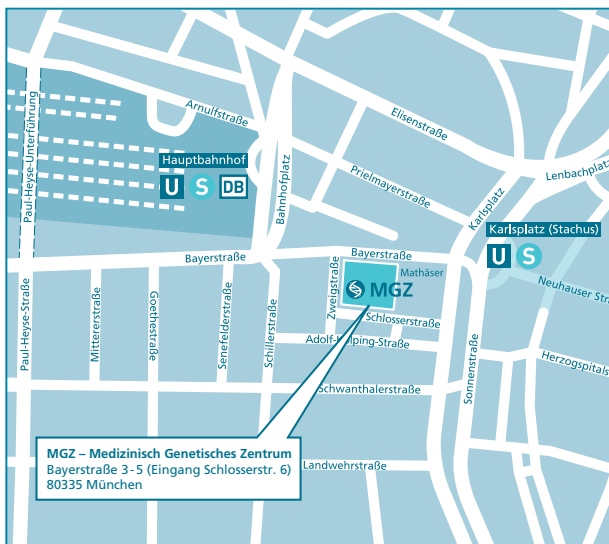 Arnulfstraße
Elisenstraße
Paul-Heyse-Unterführung
Hauptbahnhof
U S DB
Bahnhofplatz
Prielmayerstraße
Lenbachplatz
Karlsplatz
Karlsplatz (Stachus)
U S
Bayerstraße
Bayerstraße
Mathäser
MGZ
Neuhauser Str
Zweigstraße
Schlosserstraße
Paul-Heyse-Straße
Mittererstraße
Goethestraße
Senefelderstraße
Schillerstraße
Adolf-Kolping-Straße
Herzogspitals
Sonnenstraße
Schwanthalerstraße
MGZ – Medizinisch Genetisches Zentrum
Bayerstraße 3-5 (Eingang Schlosserstr. 6)
80335 München
Landwehrstraße